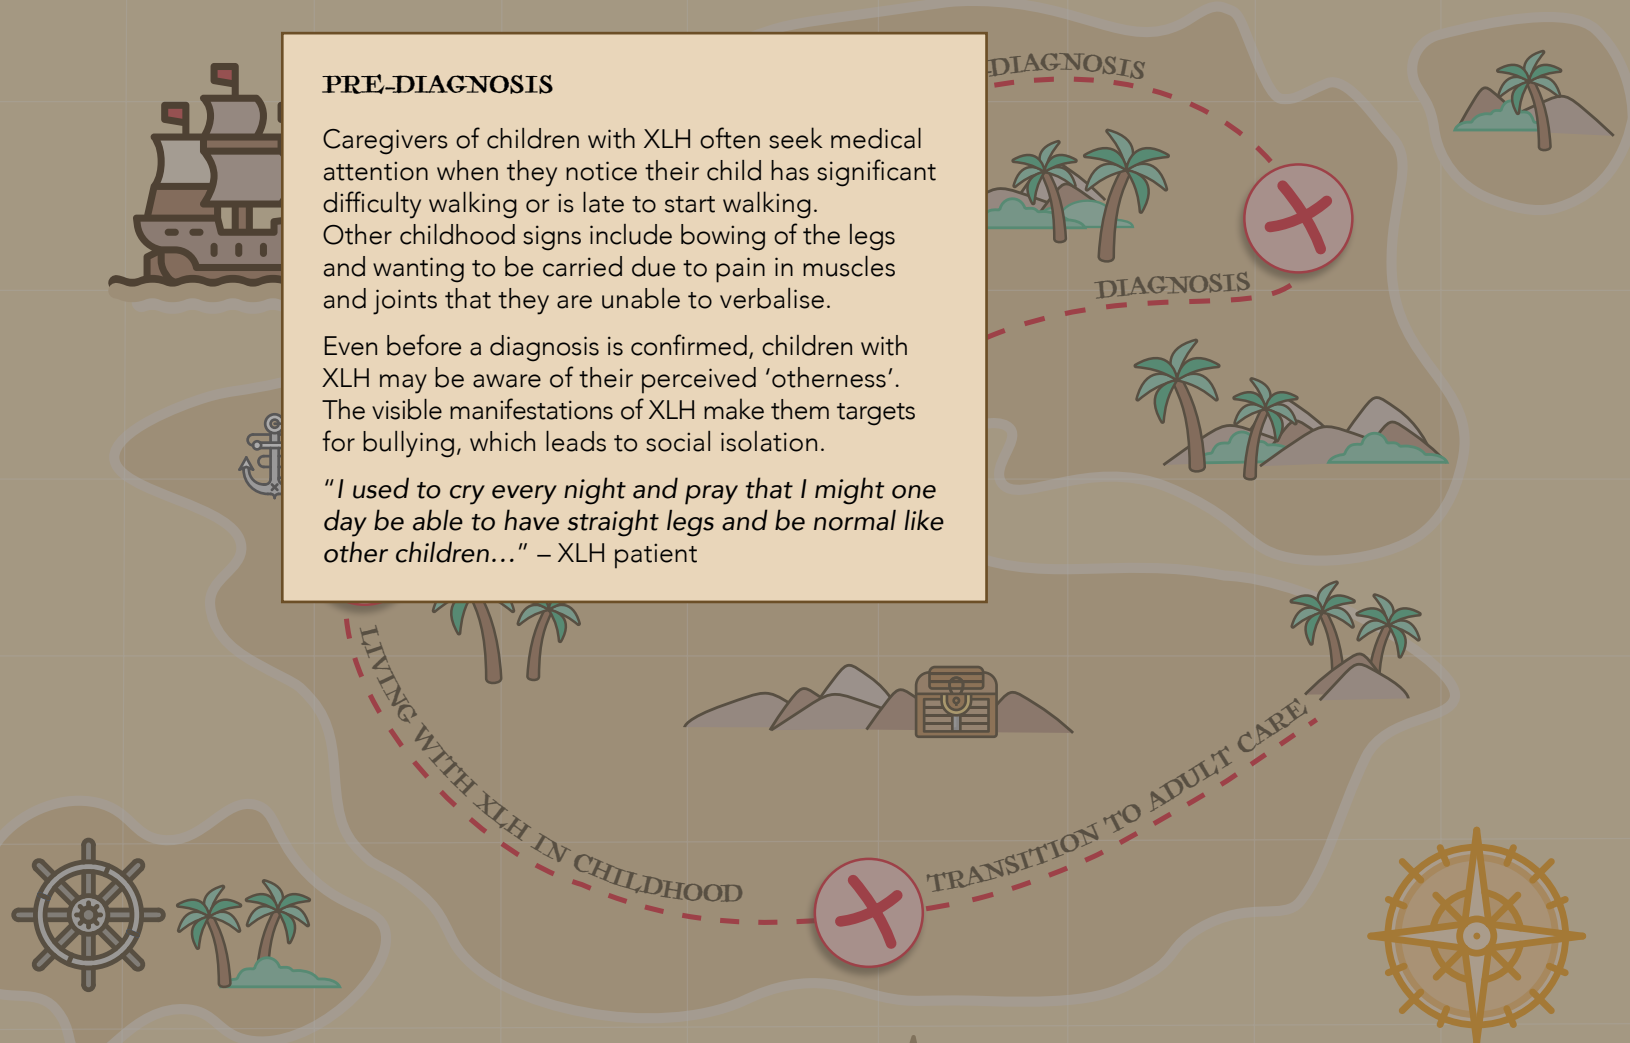 PRE-DIAGNOSIS
Caregivers of children with XLH often seek medical
attention when they notice their child has significant
difficulty walking or is late to start walking.
Other childhood signs include bowing of the legs
and wanting to be carried due to pain in muscles
and joints that they are unable to verbalise.
Even before a diagnosis is confirmed, children with
XLH may be aware of their perceived ‘otherness’.
The visible manifestations of XLH make them targets
for bullying, which leads to social isolation.
“I used to cry every night and pray that I might one
day be able to have straight legs and be normal like
other children…” – XLH patient
-DIAGNOSIS
DIAGNOSIS
LIVING WITH XLH IN CHILDHOOD
TRANSITION TO ADULT CARE